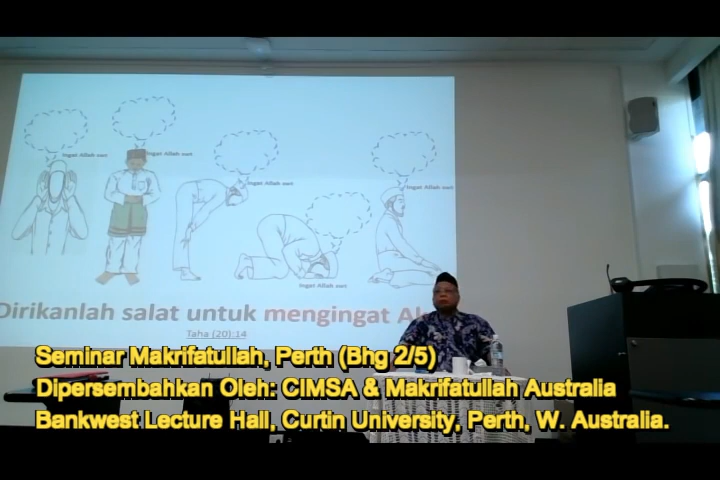 Ingat Allah swt
Ingat Allah swt
Ingat Allah swt
Ingat Allah swt
Ingat Allah swt
Dirikanlah salat untuk mengingat Al
Taha (20):14
Seminar Makrifatullah, Perth (Bhg 2/5)
Dipersembahkan Oleh: CIMSA & Makrifatullah Australia
Bankwest Lecture Hall, Curtin University, Perth, W. Australia.